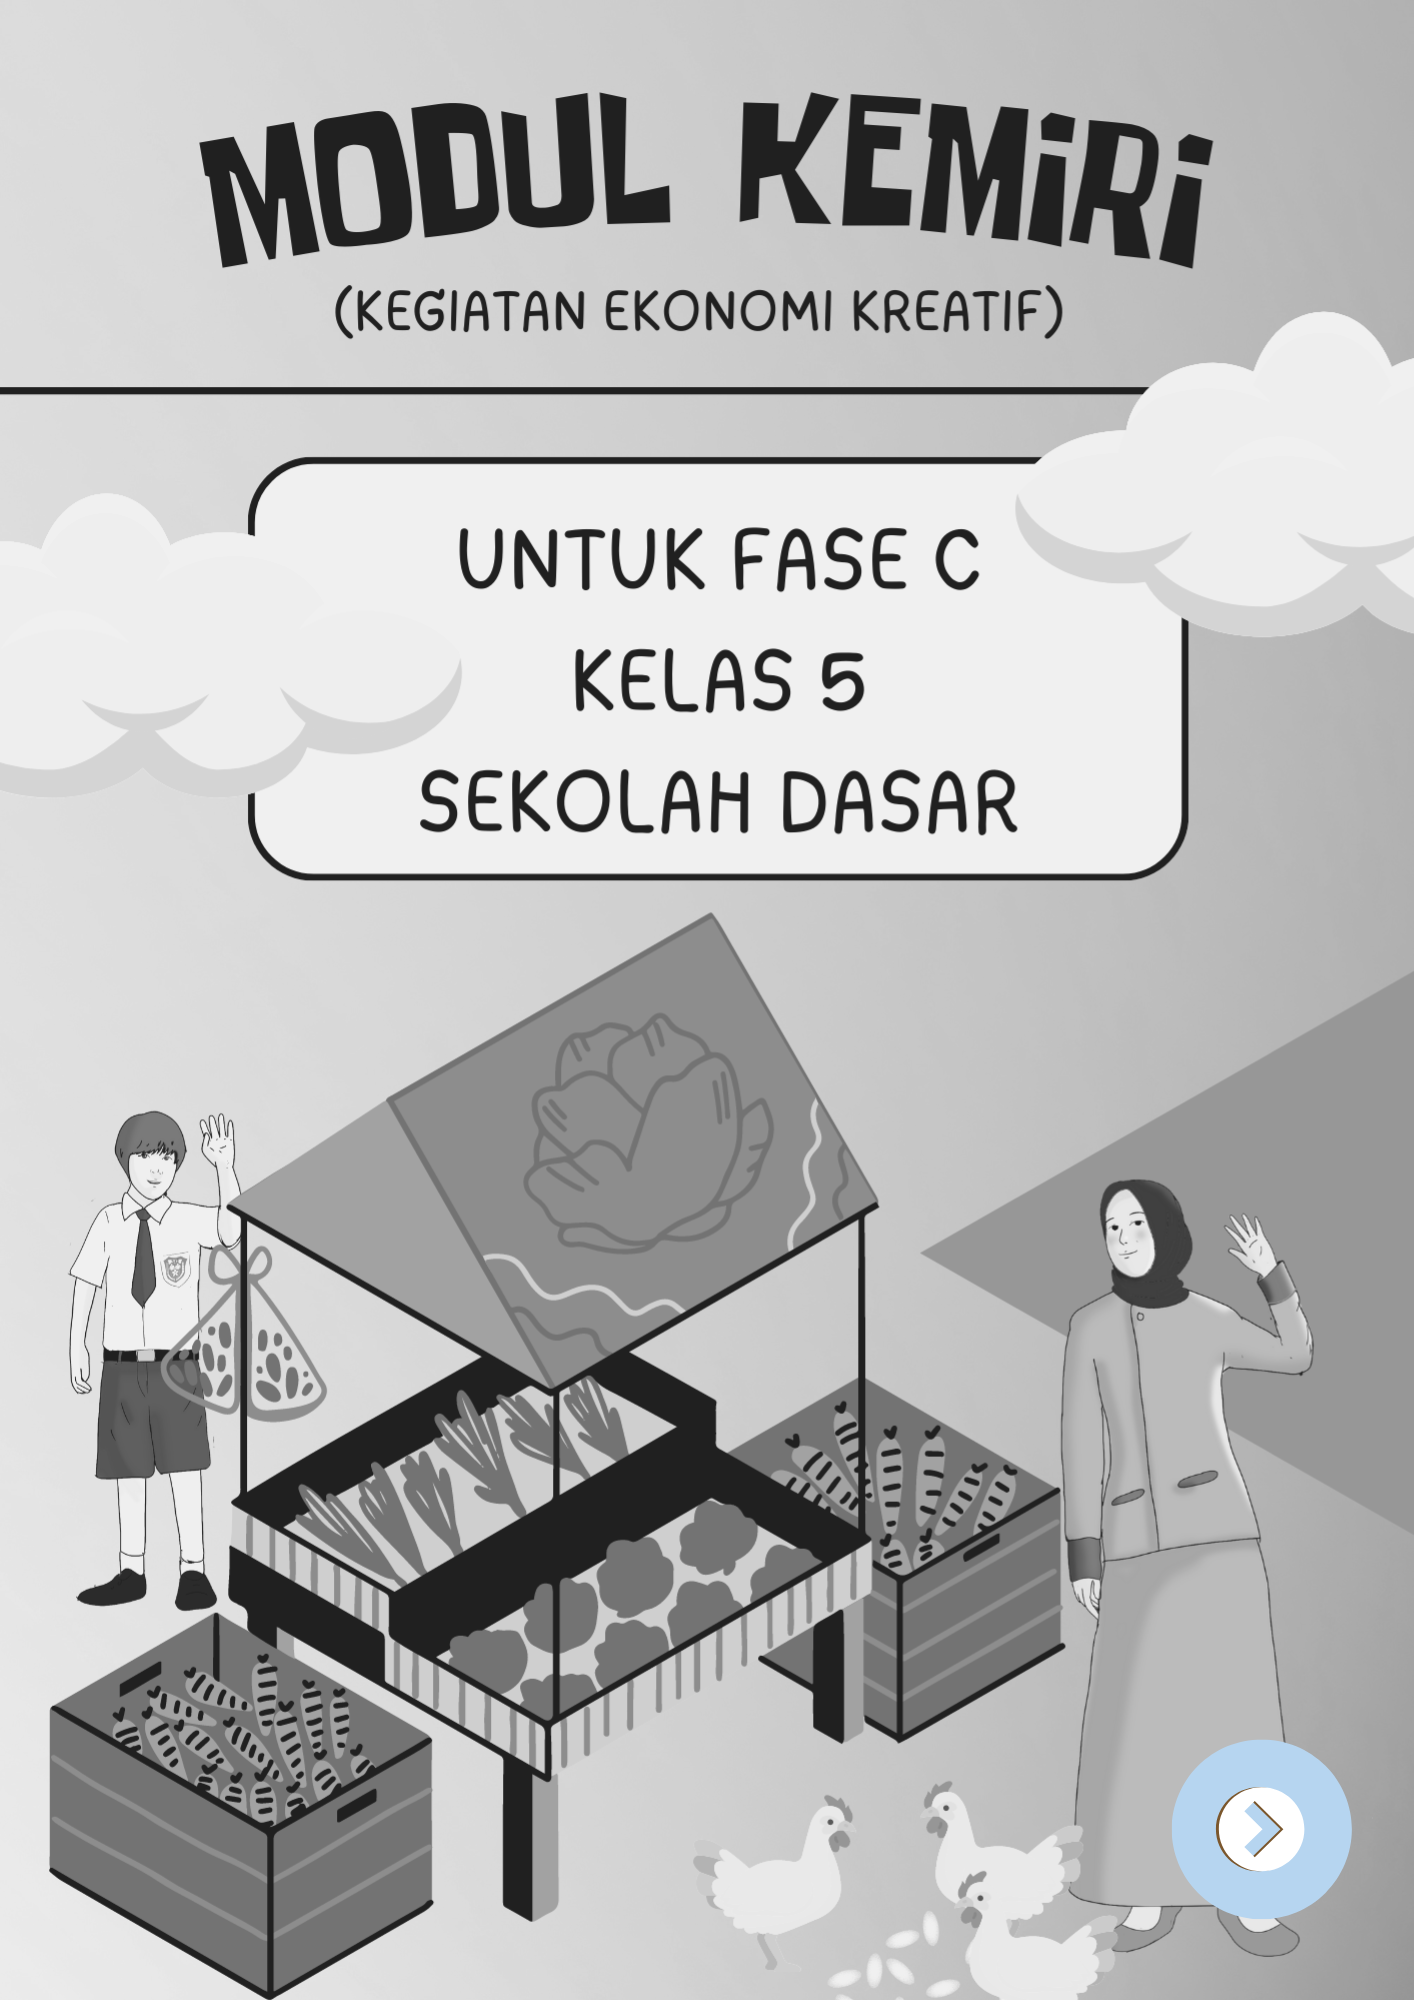 MODUL KEMiRi
(KEGIATAN EKONOMI KREATIF)
UNTUK FASE C
KELAS 5
SEKOLAH DASAR